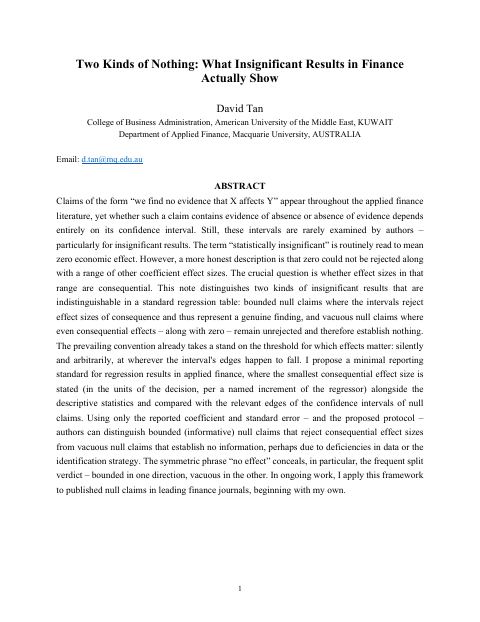 Two Kinds of Nothing: What Insignificant Results in Finance
Actually Show
David Tan
College of Business Administration, American University of the Middle East, KUWAIT
Department of Applied Finance, Macquarie University, AUSTRALIA
Email: d.tan@mq.edu.au
ABSTRACT
Claims of the form “we find no evidence that X affects Y” appear throughout the applied finance
literature, yet whether such a claim contains evidence of absence or absence of evidence depends
entirely on its confidence interval. Still, these intervals are rarely examined by authors –
particularly for insignificant results. The term “statistically insignificant” is routinely read to mean
zero economic effect. However, a more honest description is that zero could not be rejected along
with a range of other coefficient effect sizes. The crucial question is whether effect sizes in that
range are consequential. This note distinguishes two kinds of insignificant results that are
indistinguishable in a standard regression table: bounded null claims where the intervals reject
effect sizes of consequence and thus represent a genuine finding, and vacuous null claims where
even consequential effects – along with zero – remain unrejected and therefore establish nothing.
The prevailing convention already takes a stand on the threshold for which effects matter: silently
and arbitrarily, at wherever the interval's edges happen to fall. I propose a minimal reporting
standard for regression results in applied finance, where the smallest consequential effect size is
stated (in the units of the decision, per a named increment of the regressor) alongside the
descriptive statistics and compared with the relevant edges of the confidence intervals of null
claims. Using only the reported coefficient and standard error – and the proposed protocol –
authors can distinguish bounded (informative) null claims that reject consequential effect sizes
from vacuous null claims that establish no information, perhaps due to deficiencies in data or the
identification strategy. The symmetric phrase “no effect” conceals, in particular, the frequent split
verdict – bounded in one direction, vacuous in the other. In ongoing work, I apply this framework
to published null claims in leading finance journals, beginning with my own.
1